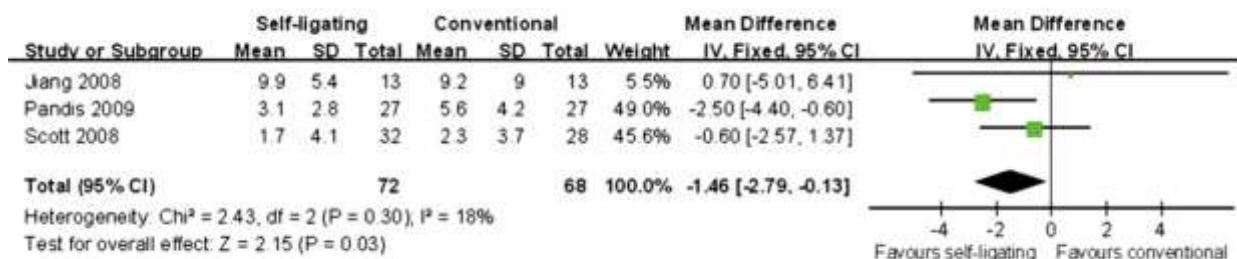 Self-ligating Conventional Mean Difference Mean Difference
Study or Subgroup Mean SD Total Mean SD Total Weight IV, Fixed, 95% CI IV, Fixed, 95% CI
Jiang 2008 9.9 5.4 13 9.2 9 13 5.5% 0.70 [-5.01, 6.41]
Pandis 2009 3.1 2.8 27 5.6 4.2 27 49.0% -2.50 [-4.40, -0.60]
Scott 2008 1.7 4.1 32 2.3 3.7 28 45.6% -0.60 [-2.57, 1.37]
Total (95% CI) 72 68 100.0% -1.46 [-2.79, -0.13]
Heterogeneity: Chi² = 2.43, df = 2 (P = 0.30); I² = 18%
Test for overall effect: Z = 2.15 (P = 0.03)
-4 -2 0 2 4
Favours self-ligating Favours conventional